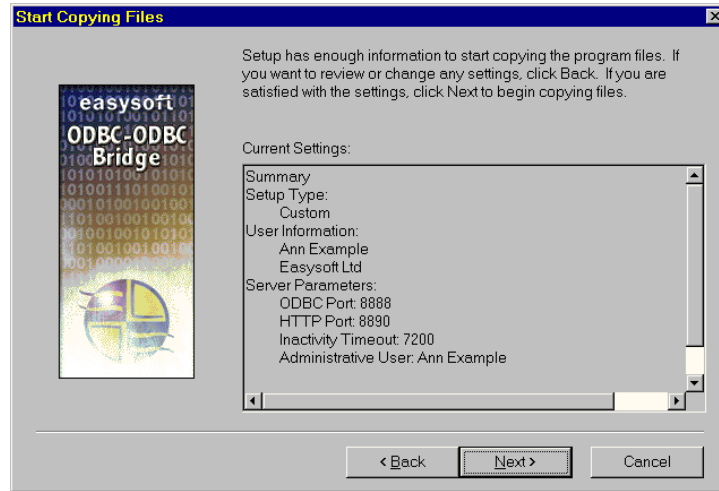 Start Copying Files
Setup has enough information to start copying the program files. If
you want to review or change any settings, click Back. If you are
satisfied with the settings, click Next to begin copying files.
easysoft
ODBC-ODBC
Bridge
Current Settings:
Summary
Setup Type:
Custom
User Information:
Ann Example
Easysoft Ltd
Server Parameters:
ODBC Port: 8888
HTTP Port: 8890
Inactivity Timeout: 7200
Administrative User: Ann Example
< Back
Next >
Cancel